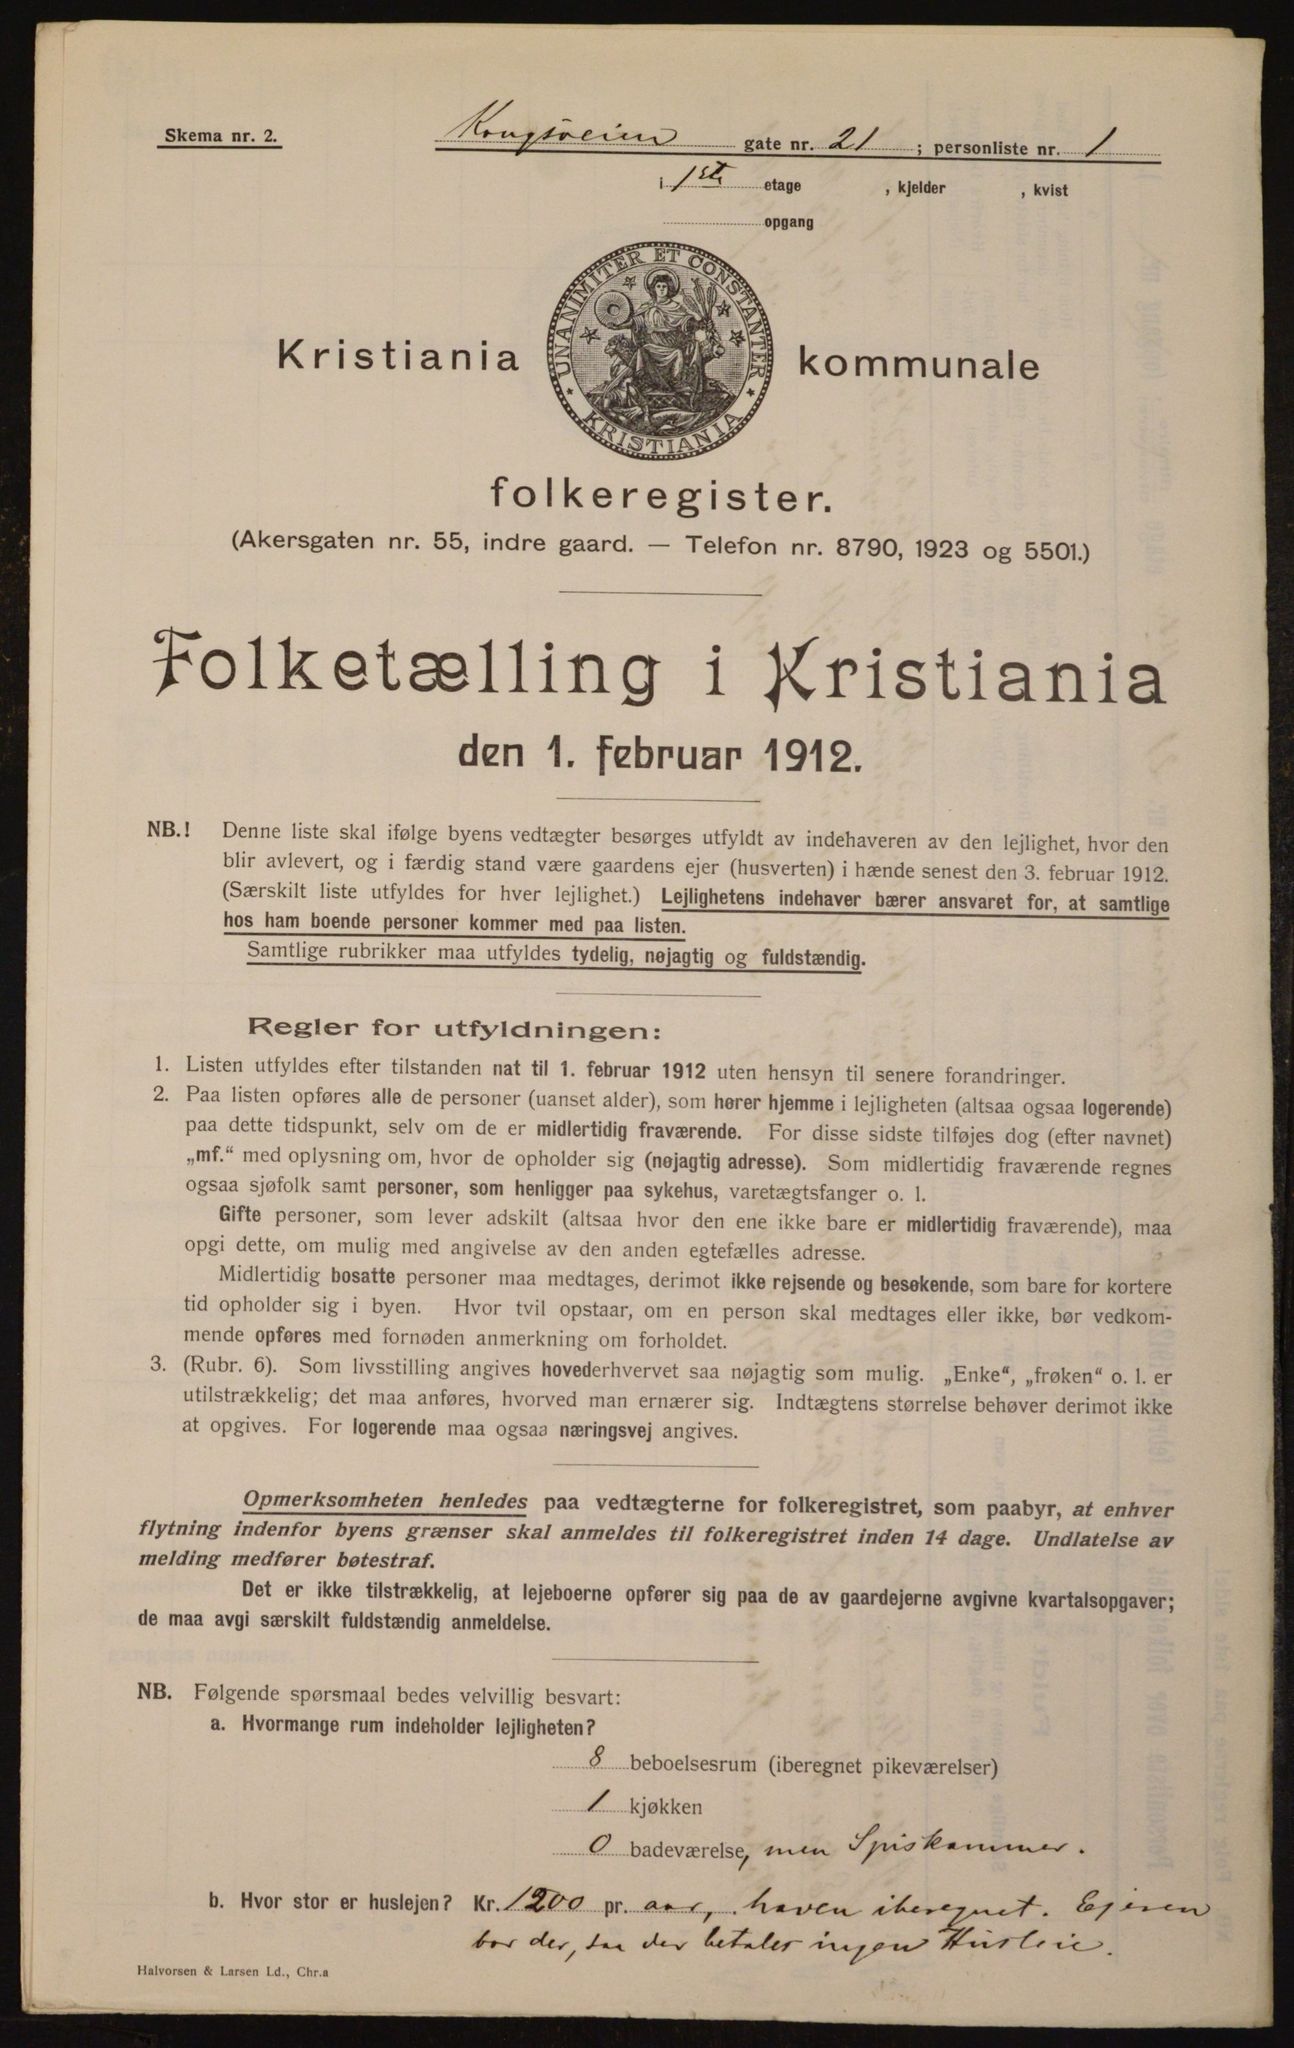 Skema nr. 2.
Kongsveien gate nr. 21 ; personliste nr. 1
i 1ste etage , kjelder , kvist
opgang
UNANIMITER ET CONSTANTER
KRISTIANIA
Kristiania kommunale
folkeregister.
(Akersgaten nr. 55, indre gaard. — Telefon nr. 8790, 1923 og 5501.)
Folketælling i Kristiania
den 1. februar 1912.
NB.! Denne liste skal ifølge byens vedtægter besørges utfyldt av indehaveren av den lejlighet, hvor den
blir avlevert, og i færdig stand være gaardens ejer (husverten) i hænde senest den 3. februar 1912.
(Særskilt liste utfyldes for hver lejlighet.) Lejlighetens indehaver bærer ansvaret for, at samtlige
hos ham boende personer kommer med paa listen.
Samtlige rubrikker maa utfyldes tydelig, nøjagtig og fuldstændig.
Regler for utfyldningen:
1. Listen utfyldes efter tilstanden nat til 1. februar 1912 uten hensyn til senere forandringer.
2. Paa listen opføres alle de personer (uanset alder), som hører hjemme i lejligheten (altsaa ogsaa logerende)
paa dette tidspunkt, selv om de er midlertidig fraværende. For disse sidste tilføjes dog (efter navnet)
„mf.“ med oplysning om, hvor de opholder sig (nøjagtig adresse). Som midlertidig fraværende regnes
ogsaa sjøfolk samt personer, som henligger paa sykehus, varetægtsfanger o. l.
Gifte personer, som lever adskilt (altsaa hvor den ene ikke bare er midlertidig fraværende), maa
opgi dette, om mulig med angivelse av den anden egtefælles adresse.
Midlertidig bosatte personer maa medtages, derimot ikke rejsende og besøkende, som bare for kortere
tid opholder sig i byen. Hvor tvil opstaar, om en person skal medtages eller ikke, bør vedkom-
mende opføres med fornøden anmerkning om forholdet.
3. (Rubr. 6). Som livsstilling angives hovederhvervet saa nøjagtig som mulig. „Enke“, „frøken“ o. l. er
utilstrækkelig; det maa anføres, hvorved man ernærer sig. Indtægtens størrelse behøver derimot ikke
at opgives. For logerende maa ogsaa næringsvej angives.
Opmerksomheten henledes paa vedtægterne for folkeregistret, som paabyr, at enhver
flytning indenfor byens grænser skal anmeldes til folkeregistret inden 14 dage. Undlatelse av
melding medfører bøtestraf.
Det er ikke tilstrækkelig, at lejeboerne opfører sig paa de av gaardejerne avgivne kvartalsopgaver;
de maa avgi særskilt fuldstændig anmeldelse.
NB. Følgende spørsmaal bedes velvillig besvart:
a. Hvormange rum indeholder lejligheten?
8 beboelsesrum (iberegnet pikeværelser)
1 kjøkken
0 badeværelse, men Spiskammer.
b. Hvor stor er huslejen? Kr. 1200 pr. aar, haven iberegnet. Ejeren
bor der, saa der betales ingen Husleie.
Halvorsen & Larsen Ld., Chr.a